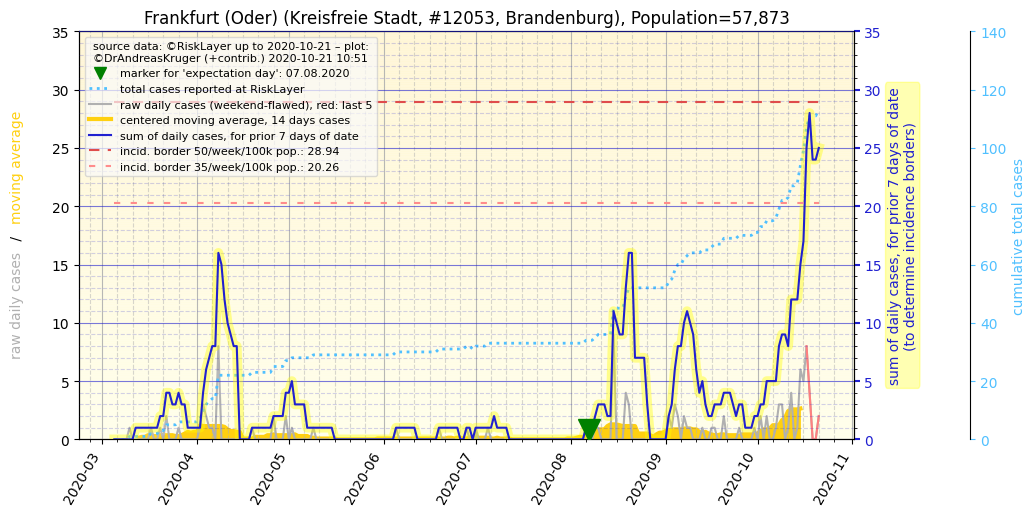 Frankfurt (Oder) (Kreisfreie Stadt, #12053, Brandenburg), Population=57,873
source data: ©RiskLayer up to 2020-10-21 – plot:
©DrAndreasKruger (+contrib.) 2020-10-21 10:51
marker for 'expectation day': 07.08.2020
total cases reported at RiskLayer
raw daily cases (weekend-flawed), red: last 5
centered moving average, 14 days cases
sum of daily cases, for prior 7 days of date
incid. border 50/week/100k pop.: 28.94
incid. border 35/week/100k pop.: 20.26
raw daily cases / moving average
35
30
25
20
15
10
5
0
2020-03
2020-04
2020-05
2020-06
2020-07
2020-08
2020-09
2020-10
2020-11
35
30
25
20
15
10
5
0
sum of daily cases, for prior 7 days of date
(to determine incidence borders)
140
120
100
80
60
40
20
0
cumulative total cases